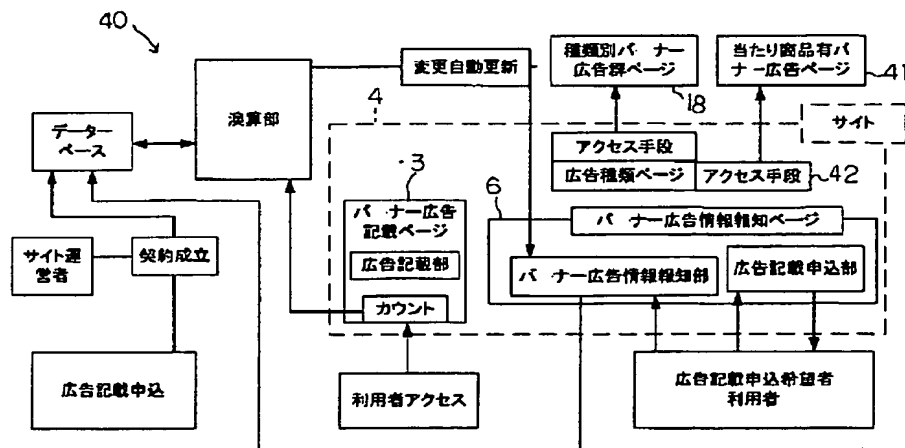 40
変更自動更新
種類別バナー
広告群ページ
18
当たり商品有バ
ナー広告ページ
41
演算部
4
サイト
データー
ベース
アクセス手段
広告種類ページ
アクセス手段
42
3
バナー広告
記載ページ
広告記載部
カウント
6
バナー広告情報報知ページ
バナー広告情報報知部
広告記載申込部
サイト運
営者
契約成立
広告記載申込
利用者アクセス
広告記載申込希望者
利用者